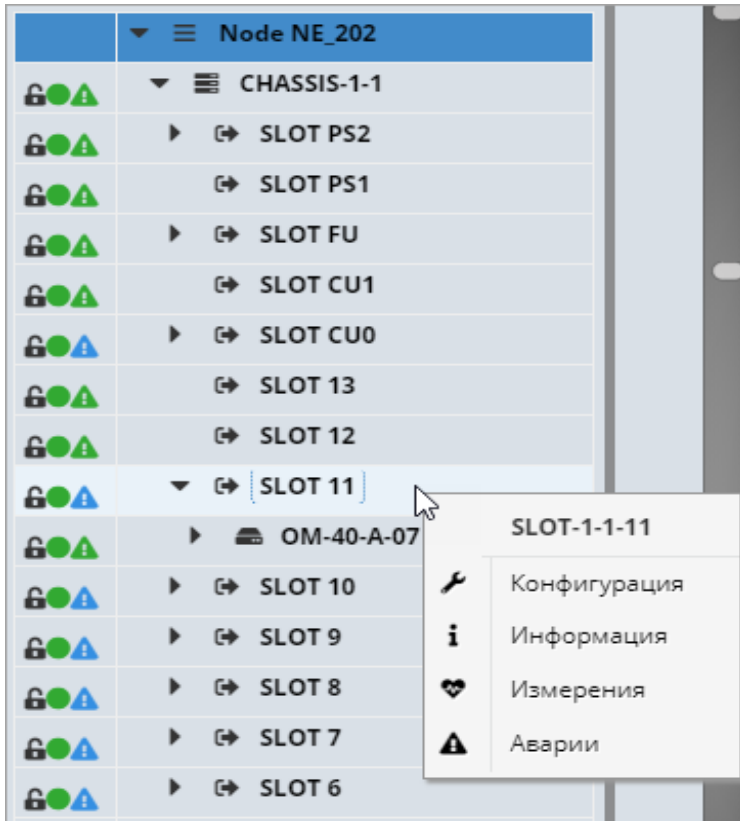 Node NE_202
CHASSIS-1-1
SLOT PS2
SLOT PS1
SLOT FU
SLOT CU1
SLOT CU0
SLOT 13
SLOT 12
SLOT 11
OM-40-A-07
SLOT 10
SLOT 9
SLOT 8
SLOT 7
SLOT 6
SLOT-1-1-11
Конфигурация
Информация
Измерения
Аварии